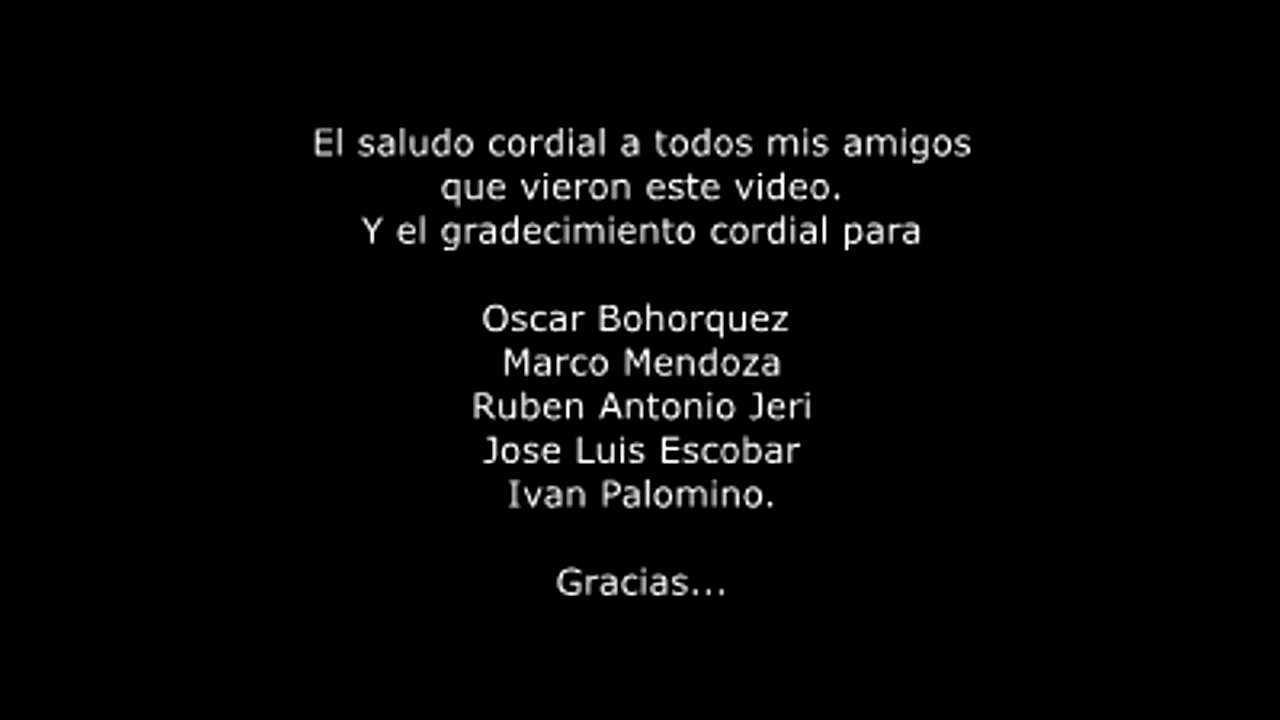 El saludo cordial a todos mis amigos
que vieron este video.
Y el gradecimiento cordial para
Oscar Bohorquez
Marco Mendoza
Ruben Antonio Jeri
Jose Luis Escobar
Ivan Palomino.
Gracias...